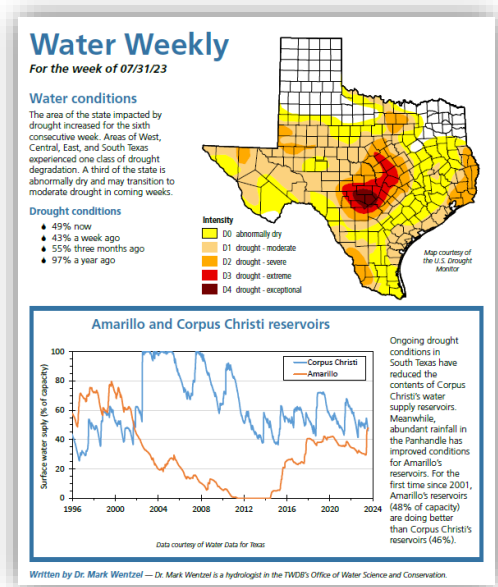 Water Weekly
For the week of 07/31/23
Water conditions
The area of the state impacted by
drought increased for the sixth
consecutive week. Areas of West,
Central, East, and South Texas
experienced one class of drought
degradation. A third of the state is
abnormally dry and may transition to
moderate drought in coming weeks.
Drought conditions
49% now
43% a week ago
55% three months ago
97% a year ago
Intensity
D0 abnormally dry
D1 drought - moderate
D2 drought - severe
D3 drought - extreme
D4 drought - exceptional
Map courtesy of
the U.S. Drought
Monitor
Amarillo and Corpus Christi reservoirs
Surface water suply (% of capacity)
100
80
60
40
20
0
1996
2000
2004
2008
2012
2016
2020
2024
Corpus Christi
Amarillo
Data courtesy of Water Data for Texas
Ongoing drought
conditions in
South Texas have
reduced the
contents of Corpus
Christi's water
supply reservoirs.
Meanwhile,
abundant rainfall in
the Panhandle has
improved conditions
for Amarillo's
reservoirs. For the
first time since 2001,
Amarillo's reservoirs
(48% of capacity)
are doing better
than Corpus Christi's
reservoirs (46%).
Written by Dr. Mark Wentzel — Dr. Mark Wentzel is a hydrologist in the TWDB's Office of Water Science and Conservation.